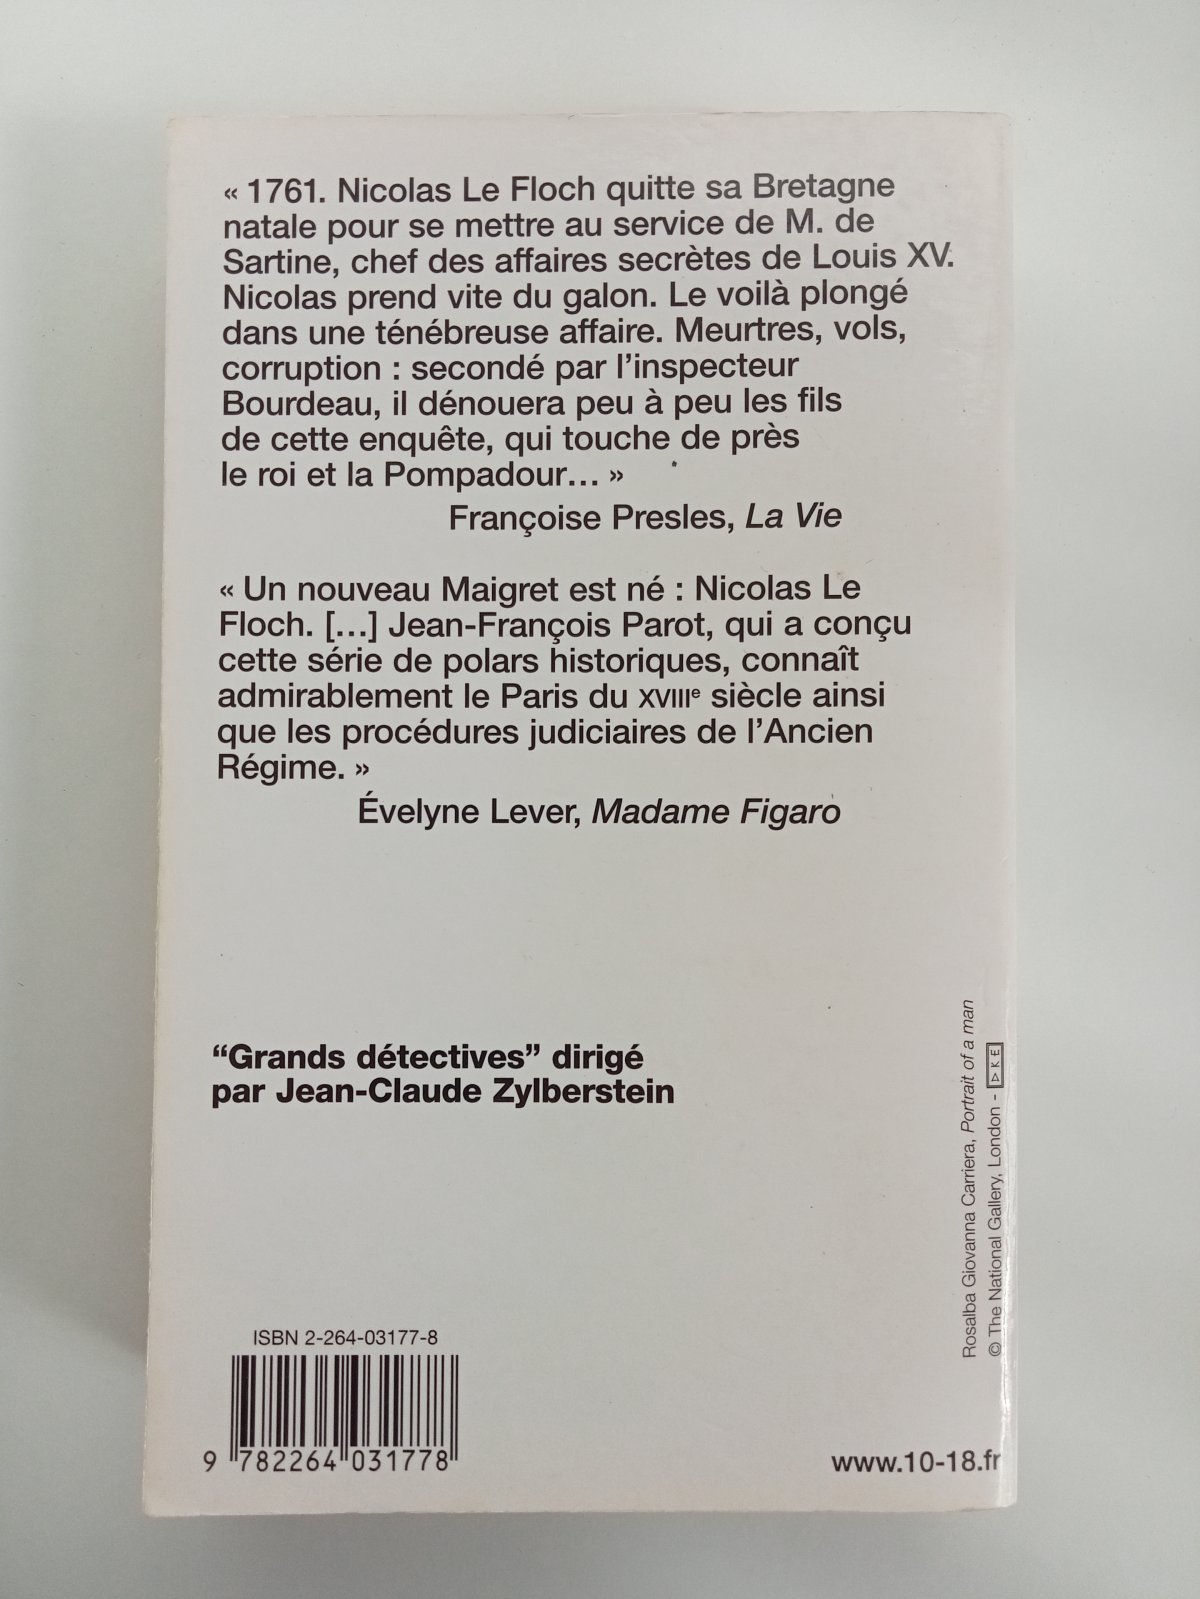 « 1761. Nicolas Le Floch quitte sa Bretagne
natale pour se mettre au service de M. de
Sartine, chef des affaires secrètes de Louis XV.
Nicolas prend vite du galon. Le voilà plongé
dans une ténébreuse affaire. Meurtres, vols,
corruption : secondé par l’inspecteur
Bourdeau, il dénouera peu à peu les fils
de cette enquête, qui touche de près
le roi et la Pompadour… »
Françoise Presles, La Vie
« Un nouveau Maigret est né : Nicolas Le
Floch. […] Jean-François Parot, qui a conçu
cette série de polars historiques, connaît
admirablement le Paris du XVIIIe siècle ainsi
que les procédures judiciaires de l’Ancien
Régime. »
Évelyne Lever, Madame Figaro
“Grands détectives” dirigé
par Jean-Claude Zylberstein
Rosalba Giovanna Carriera, Portrait of a man
© The National Gallery, London -
ISBN 2-264-03177-8
9 782264 031778
www.10-18.fr